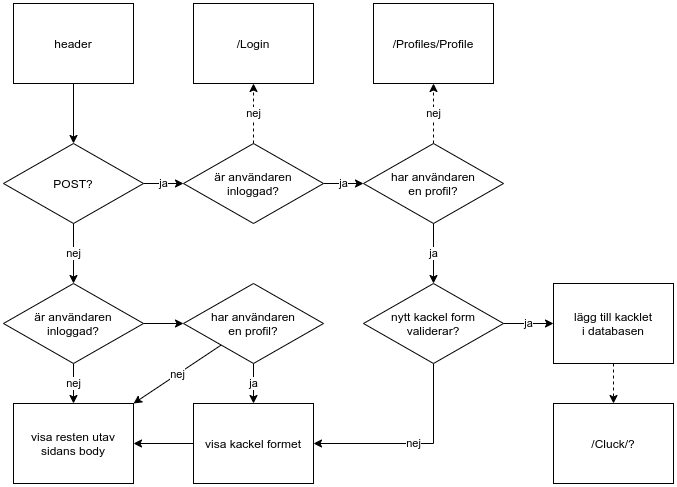 header
/Login
/Profiles/Profile
nej
nej
POST?
ja
är användaren
inloggad?
ja
har användaren
en profil?
nej
ja
är användaren
inloggad?
har användaren
en profil?
nytt kackel form
validerar?
ja
lägg till kacklet
i databasen
nej
nej
ja
visa resten utav
sidans body
visa kackel formet
nej
/Cluck/?